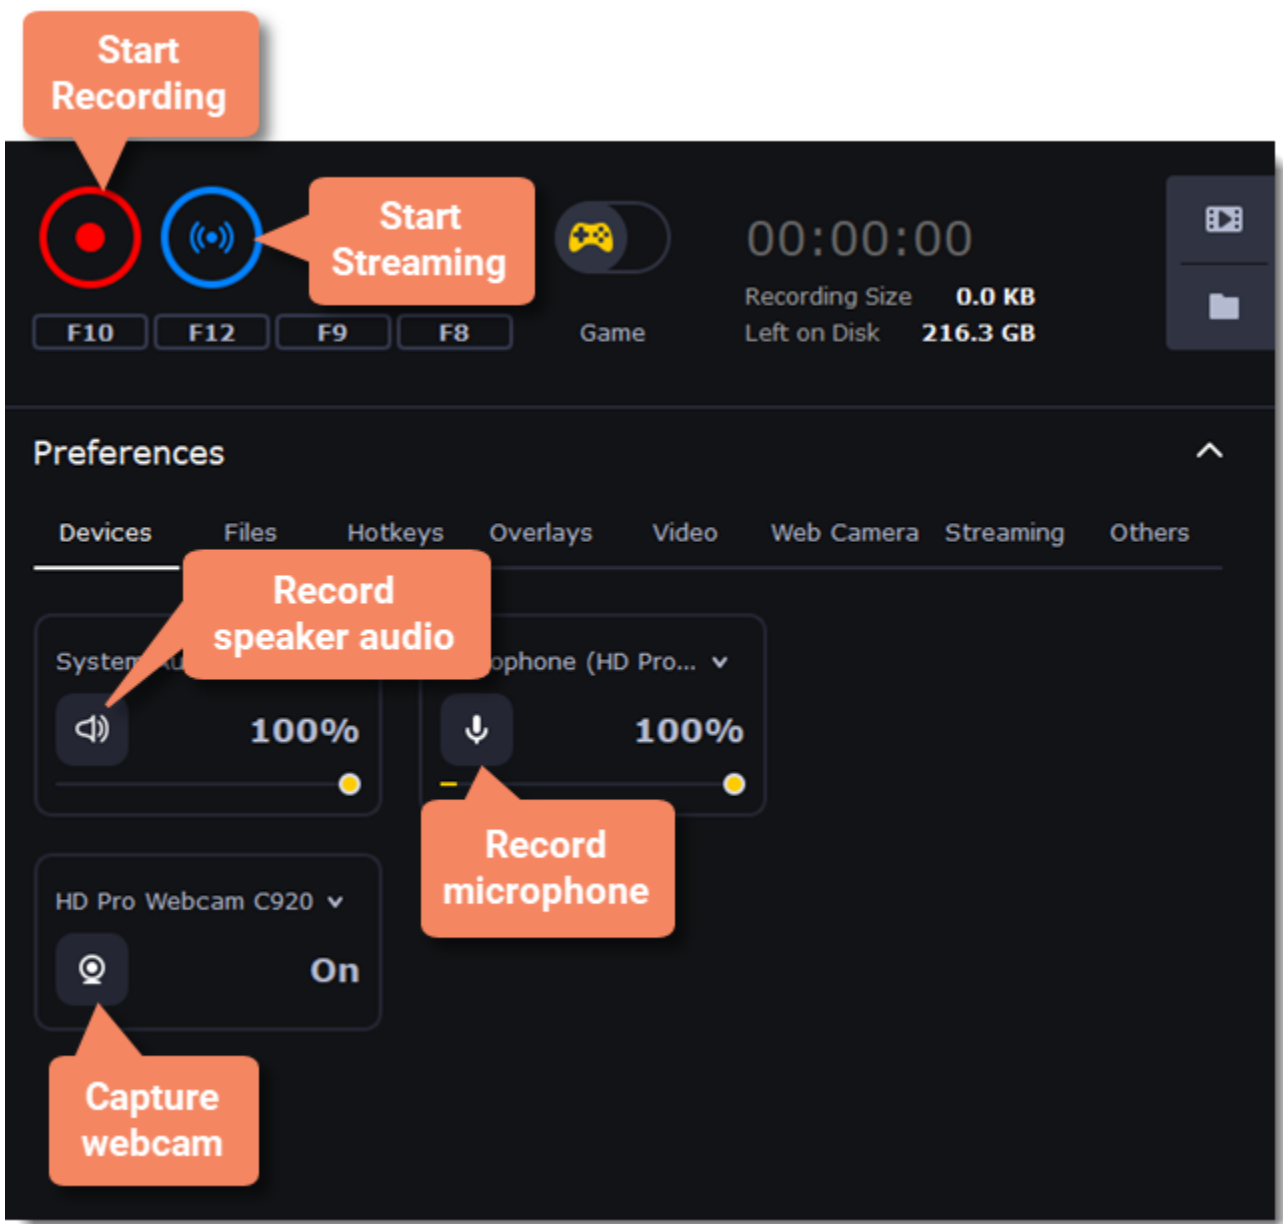 Start
Recording
Start
Streaming
00:00:00
Recording Size 0.0 KB
Left on Disk 216.3 GB
F10 F12 F9 F8 Game
Preferences
Devices Files Hotkeys Overlays Video Web Camera Streaming Others
Record
speaker audio
System
ophone (HD Pro...
100% 100%
Record
microphone
HD Pro Webcam C920
On
Capture
webcam